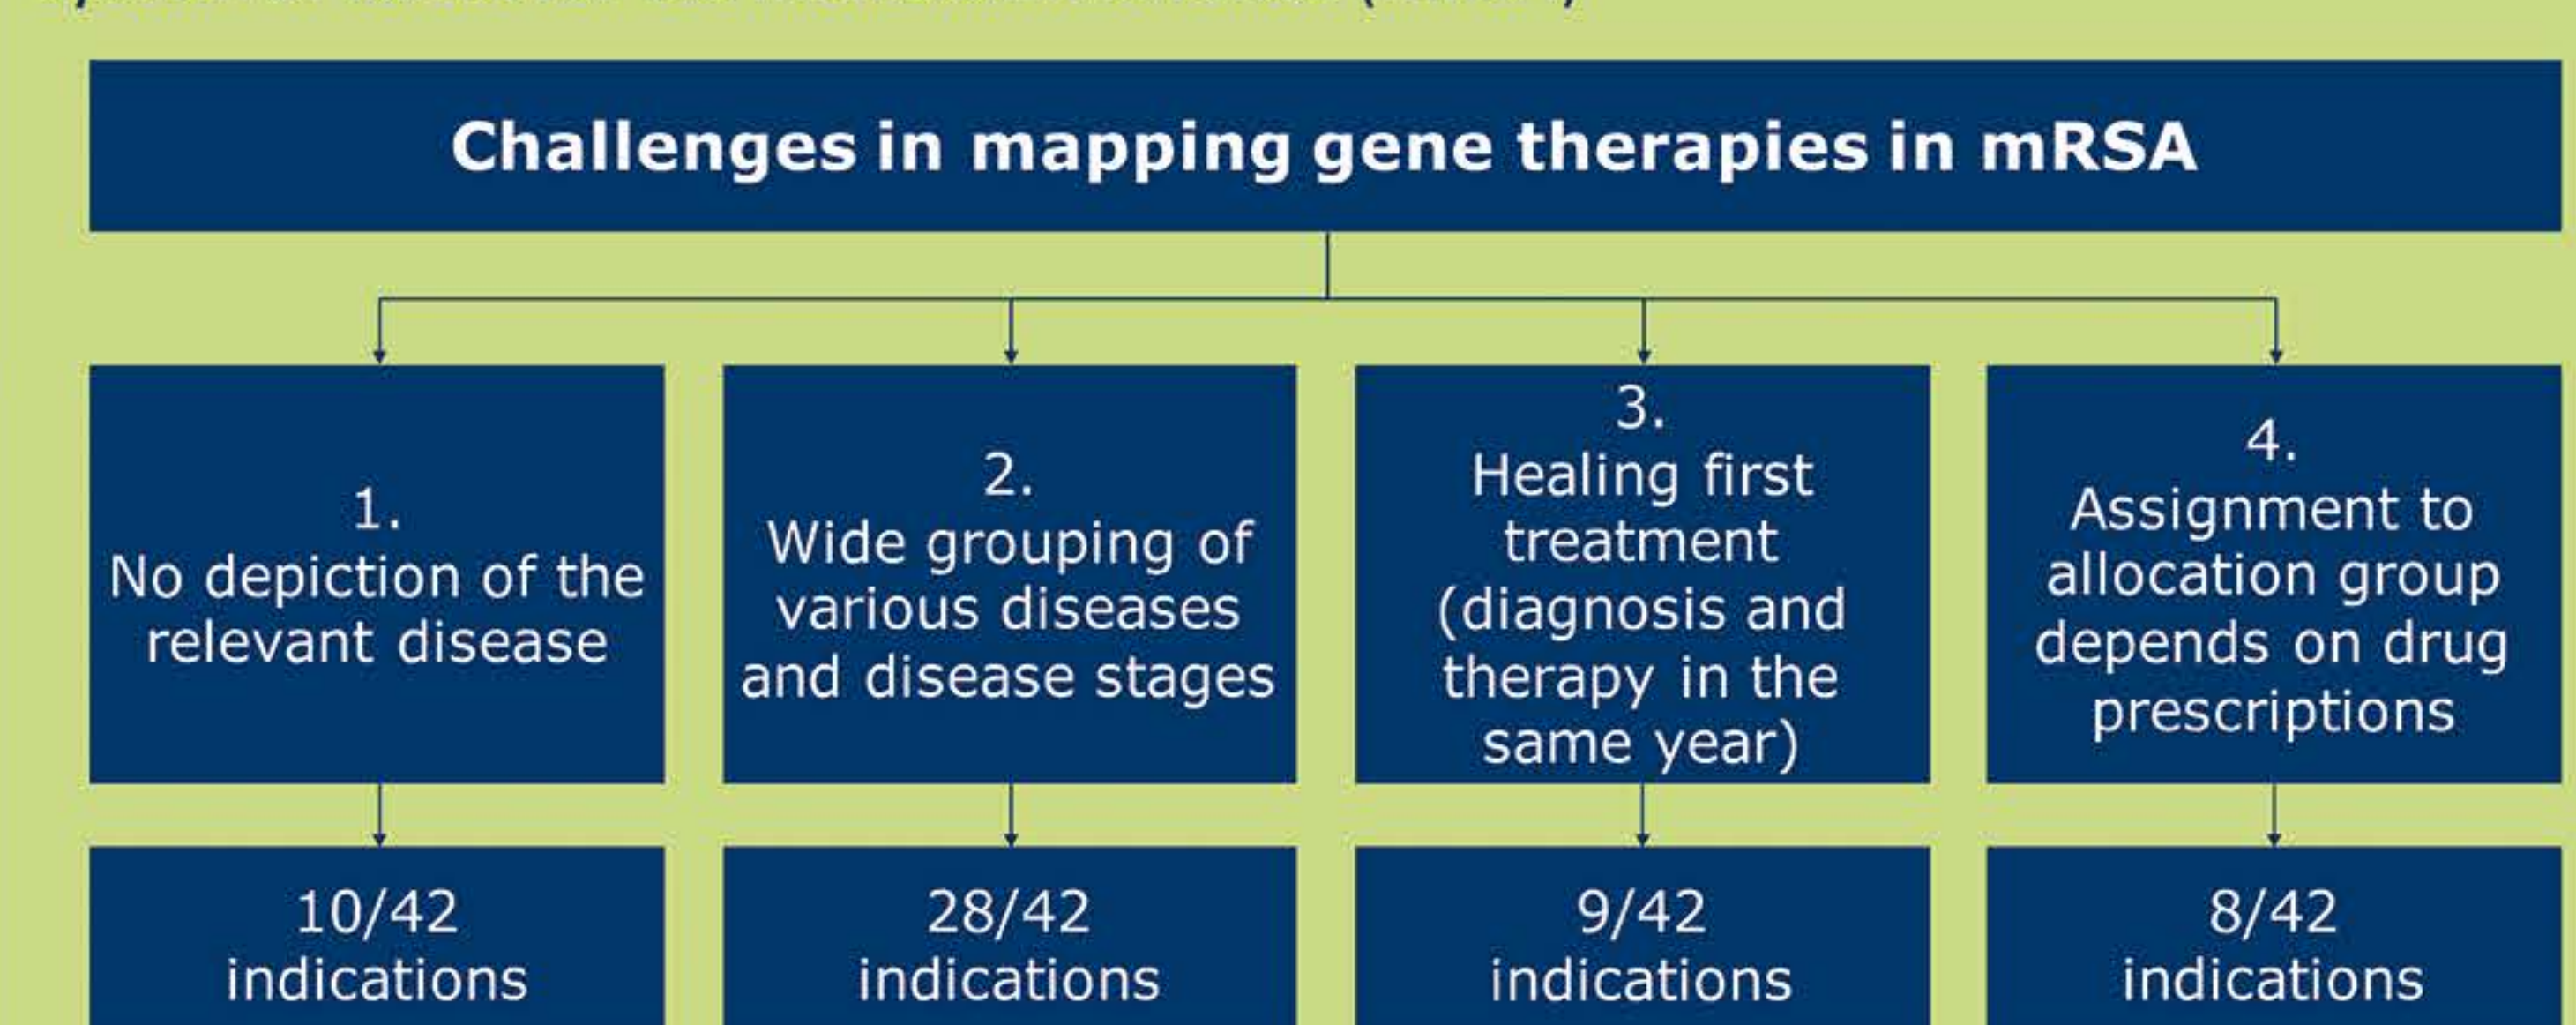 Challenges in mapping gene therapies in mRSA
1.
No depiction of the
relevant disease
2.
Wide grouping of
various diseases
and disease stages
3.
Healing first
treatment
(diagnosis and
therapy in the
same year)
4.
Assignment to
allocation group
depends on drug
prescriptions
10/42
indications
28/42
indications
9/42
indications
8/42
indications